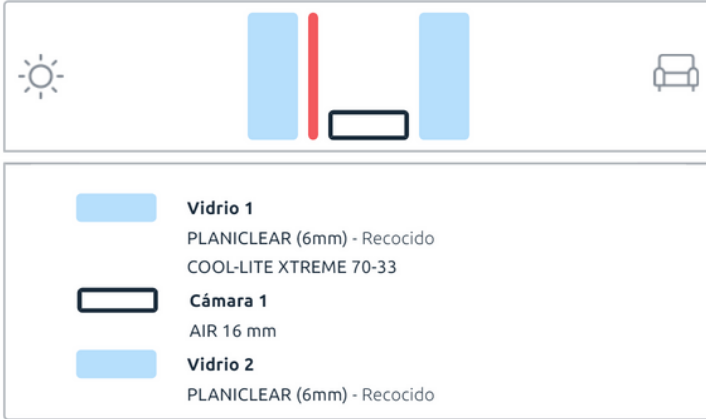 Vidrio 1
PLANICLEAR (6mm) - Recocido
COOL-LITE XTREME 70-33
Cámara 1
AIR 16 mm
Vidrio 2
PLANICLEAR (6mm) - Recocido